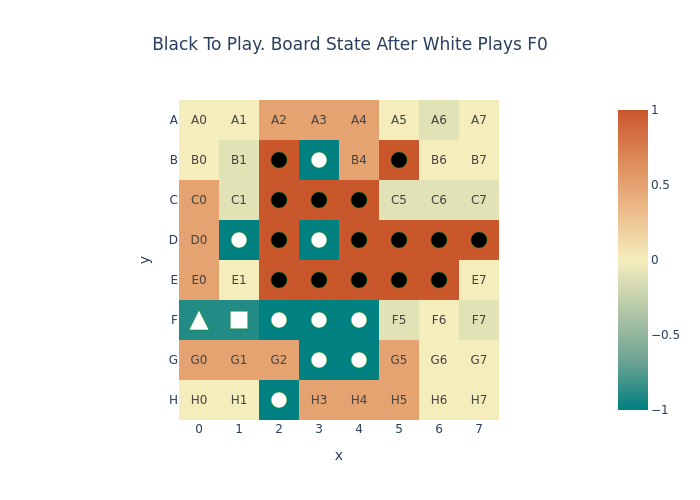 Black To Play. Board State After White Plays F0
A A0 A1 A2 A3 A4 A5 A6 A7
B B0 B1 B4 B6 B7
C C0 C1 C5 C6 C7
D D0
E E0 E1 E7
F F5 F6 F7
G G0 G1 G2 G5 G6 G7
H H0 H1 H3 H4 H5 H6 H7
0 1 2 3 4 5 6 7
x
y
1
0.5
0
−0.5
−1